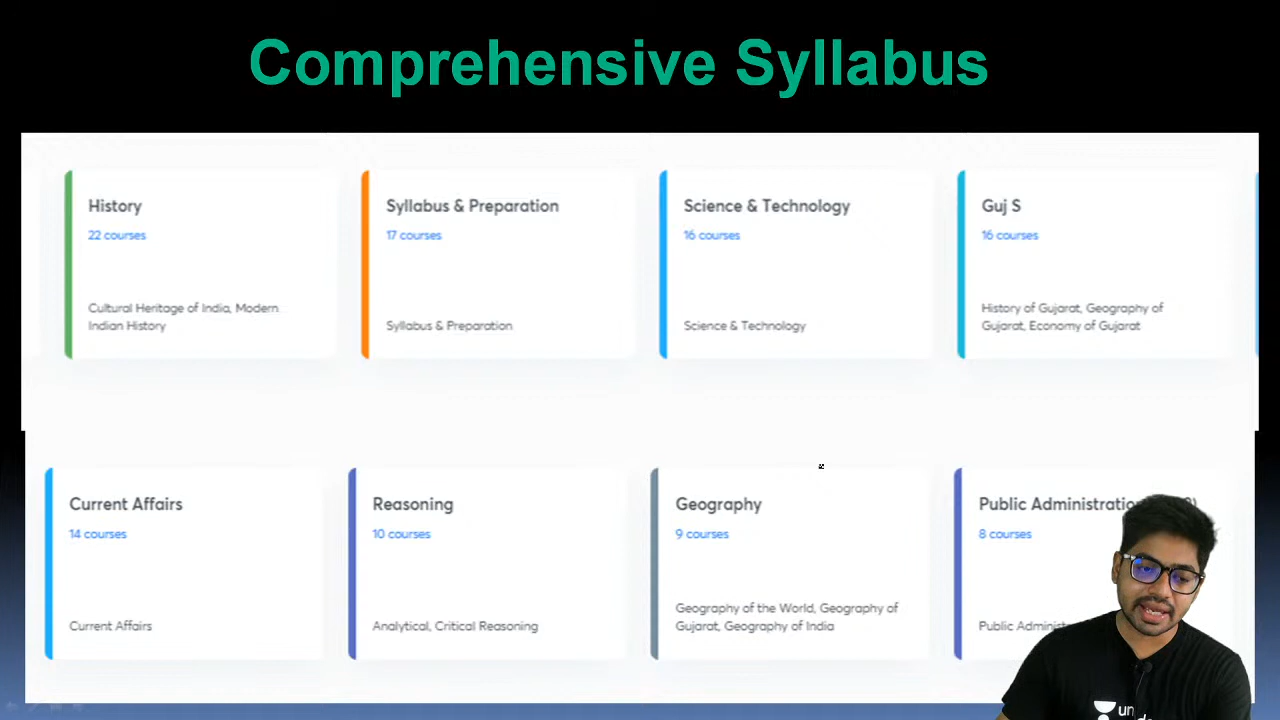 Comprehensive Syllabus
History
22 courses
Cultural Heritage of India, Modern
Indian History
Syllabus & Preparation
17 courses
Syllabus & Preparation
Science & Technology
16 courses
Science & Technology
Guj S
16 courses
History of Gujarat, Geography of
Gujarat, Economy of Gujarat
Current Affairs
14 courses
Current Affairs
Reasoning
10 courses
Analytical, Critical Reasoning
Geography
9 courses
Geography of the World, Geography of
Gujarat, Geography of India
Public Administratio
8 courses
Public Administ
un